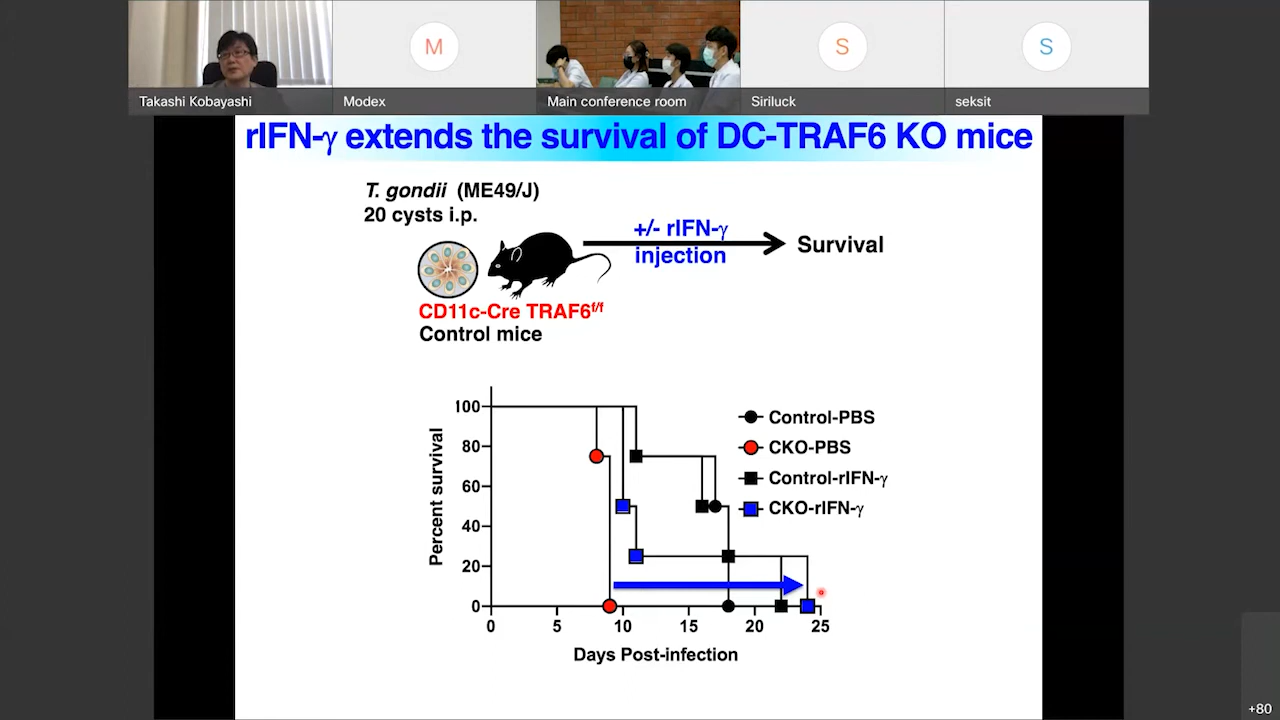 M
S
S
Takashi Kobayashi
Modex
Main conference room
Siriluck
seksit
rIFN-γ extends the survival of DC-TRAF6 KO mice
T. gondii (ME49/J)
20 cysts i.p.
+/- rIFN-γ
injection
Survival
CD11c-Cre TRAF6f/f
Control mice
100
80
60
40
20
0
Percent survival
0
5
10
15
20
25
Days Post-infection
Control-PBS
CKO-PBS
Control-rIFN-γ
CKO-rIFN-γ
+80